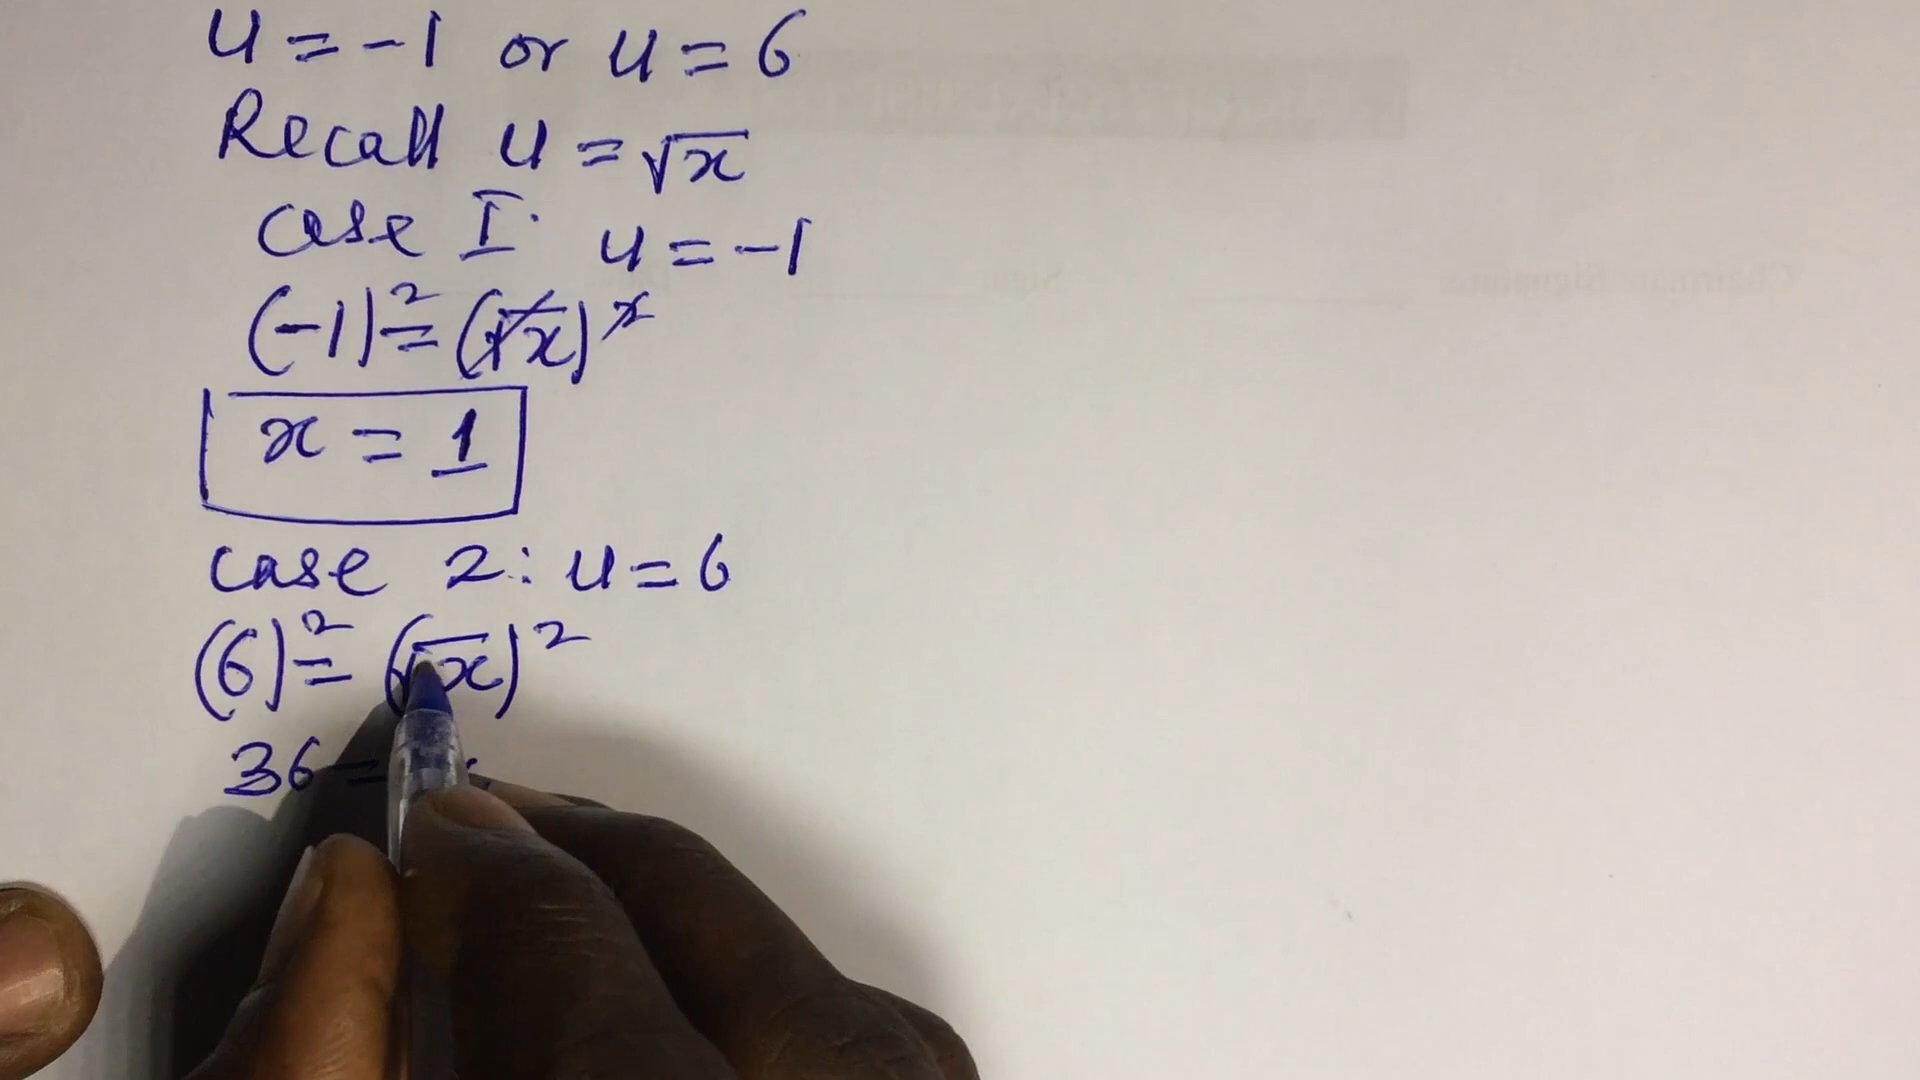 u = -1 or u = 6
Recall u = √x
Case I: u = -1
(-1)² = (√x)²
x = 1
Case 2: u = 6
(6)² = (√x)²
36 =